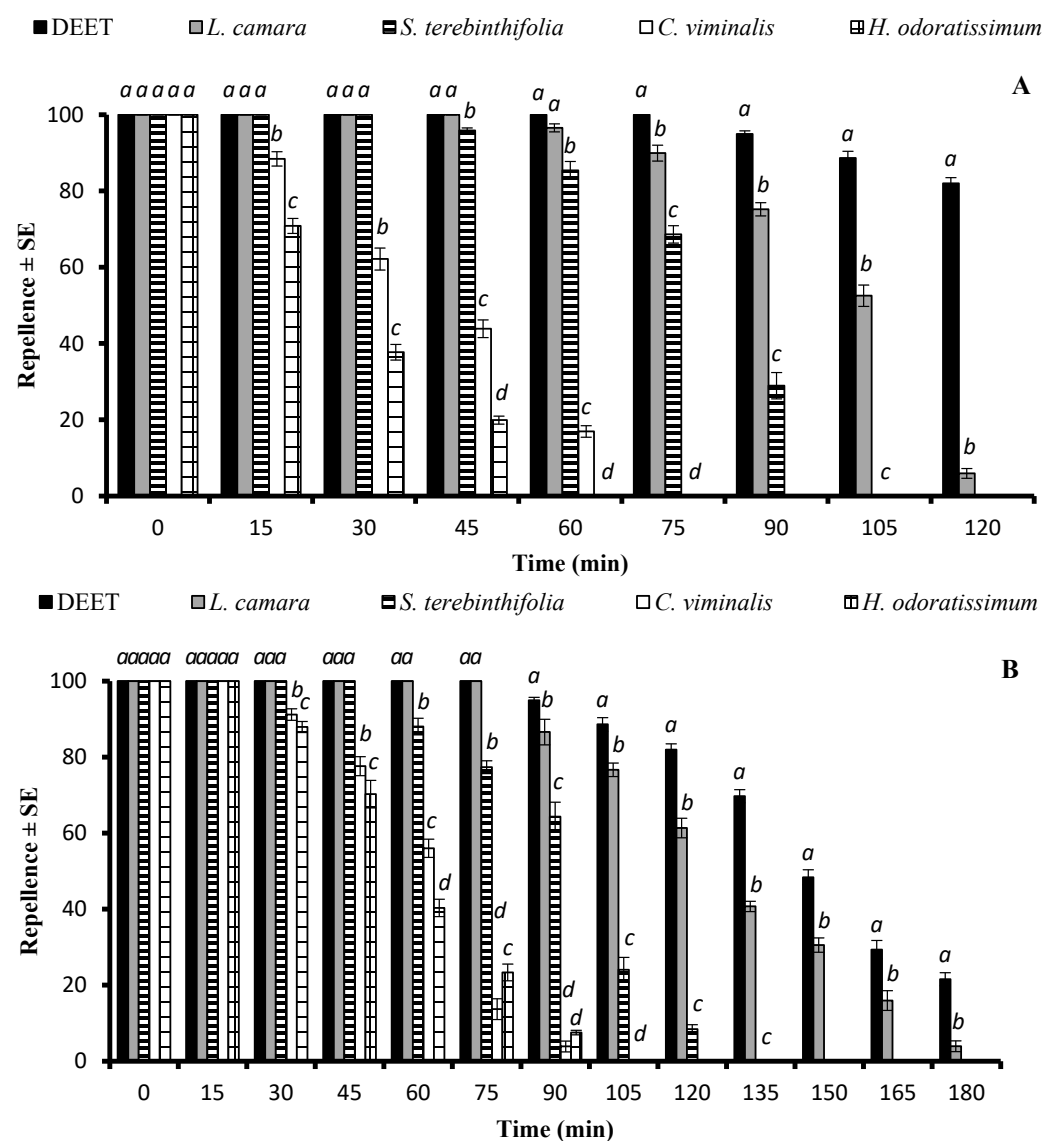 DEET L. camara S. terebinthifolia C. viminalis H. odoratissimum
A
a a a a a a a a a a a a a a a a a a a a
b b b b b
c d c c b
b c c b
c d d c b
100
80
60
40
20
0
Repellence ± SE
0 15 30 45 60 75 90 105 120
Time (min)
DEET L. camara S. terebinthifolia C. viminalis H. odoratissimum
B
aaaaa aaaaa aaa aaa aa aa a a a a a a a
b c b c b c d b d c b c d d b c d b c b c b b b
100
80
60
40
20
0
Repellence ± SE
0 15 30 45 60 75 90 105 120 135 150 165 180
Time (min)